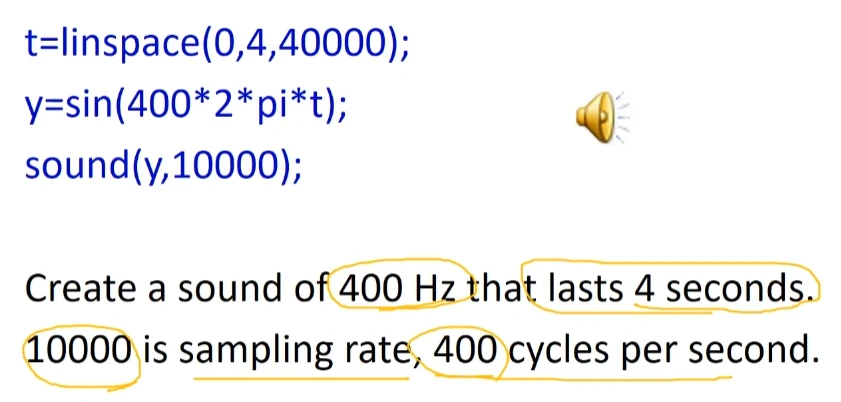 t=linspace(0,4,40000);
y=sin(400*2*pi*t);
sound(y,10000);
Create a sound of 400 Hz that lasts 4 seconds.
10000 is sampling rate, 400 cycles per second.